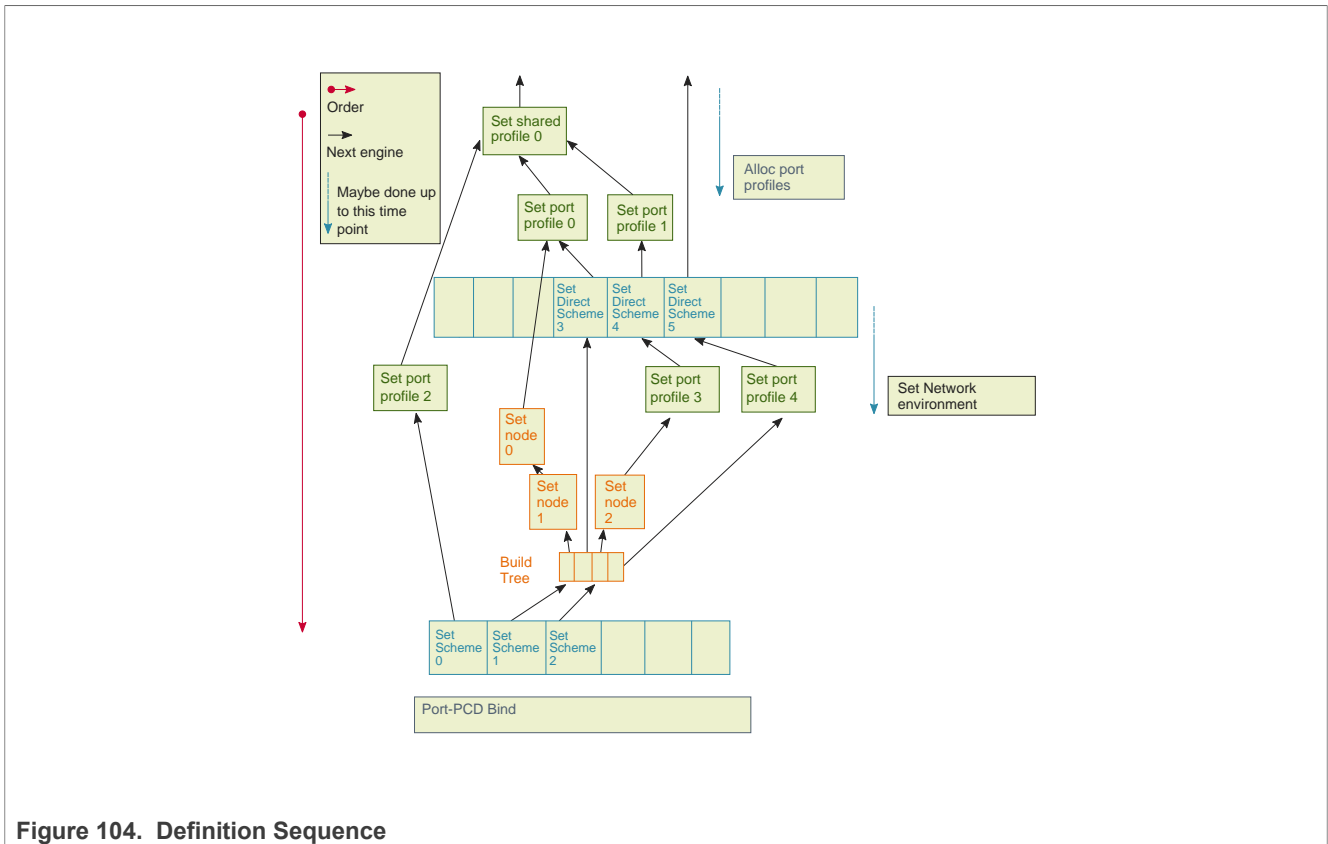 Order
Next engine
Maybe done up
to this time
point
Set shared
profile 0
Alloc port
profiles
Set port
profile 0
Set port
profile 1
Set
Direct
Scheme
3
Set
Direct
Scheme
4
Set
Direct
Scheme
5
Set port
profile 2
Set port
profile 3
Set port
profile 4
Set Network
environment
Set
node
0
Set
node
1
Set
node
2
Build
Tree
Set
Scheme
0
Set
Scheme
1
Set
Scheme
2
Port-PCD Bind
Figure 104. Definition Sequence